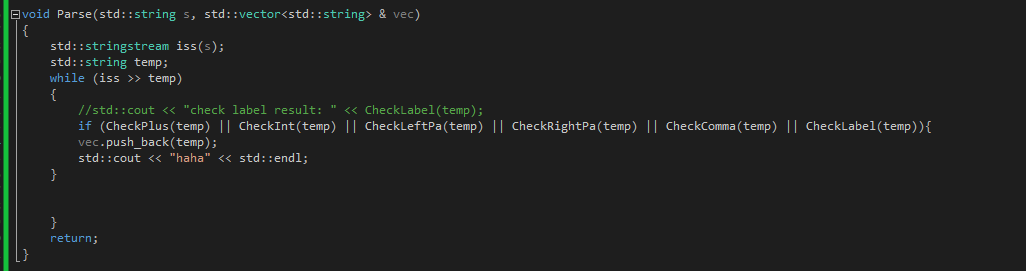 void Parse(std::string s, std::vector<std::string> & vec)
{
    std::stringstream iss(s);
    std::string temp;
    while (iss >> temp)
    {
        //std::cout << "check label result: " << CheckLabel(temp);
        if (CheckPlus(temp) || CheckInt(temp) || CheckLeftPa(temp) || CheckRightPa(temp) || CheckComma(temp) || CheckLabel(temp)){
        vec.push_back(temp);
        std::cout << "haha" << std::endl;
    }
    }
    return;
}